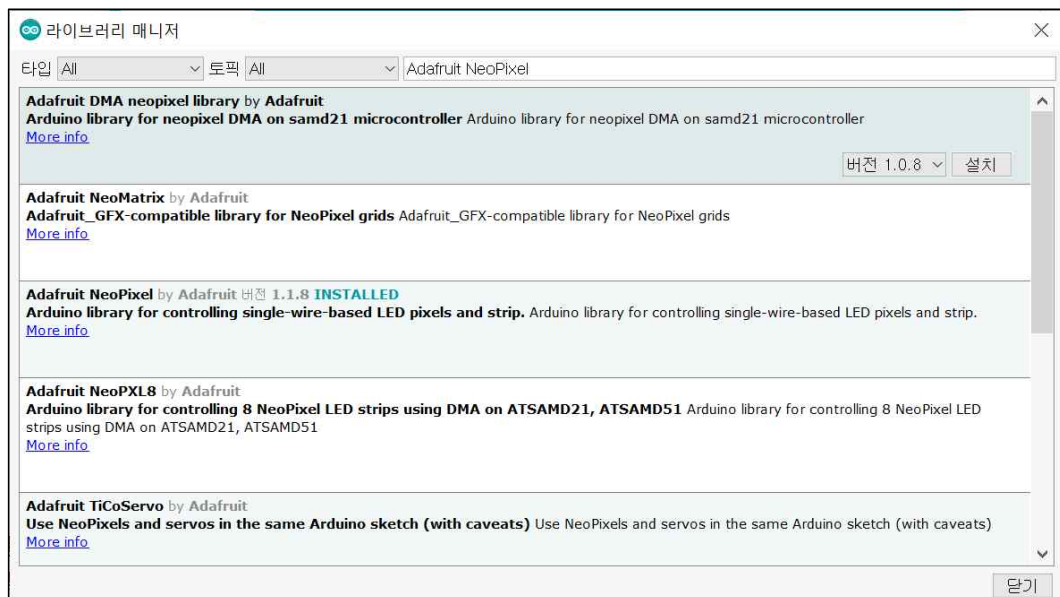 라이브러리 매니저
타입 All 토픽 All Adafruit NeoPixel
Adafruit DMA neopixel library by Adafruit
Arduino library for neopixel DMA on samd21 microcontroller Arduino library for neopixel DMA on samd21 microcontroller
More info
버전 1.0.8 설치
Adafruit NeoMatrix by Adafruit
Adafruit_GFX-compatible library for NeoPixel grids Adafruit_GFX-compatible library for NeoPixel grids
More info
Adafruit NeoPixel by Adafruit 버전 1.1.8 INSTALLED
Arduino library for controlling single-wire-based LED pixels and strip. Arduino library for controlling single-wire-based LED pixels and strip.
More info
Adafruit NeoPXL8 by Adafruit
Arduino library for controlling 8 NeoPixel LED strips using DMA on ATSAMD21, ATSAMD51 Arduino library for controlling 8 NeoPixel LED
strips using DMA on ATSAMD21, ATSAMD51
More info
Adafruit TiCoServo by Adafruit
Use NeoPixels and servos in the same Arduino sketch (with caveats) Use NeoPixels and servos in the same Arduino sketch (with caveats)
More info
닫기